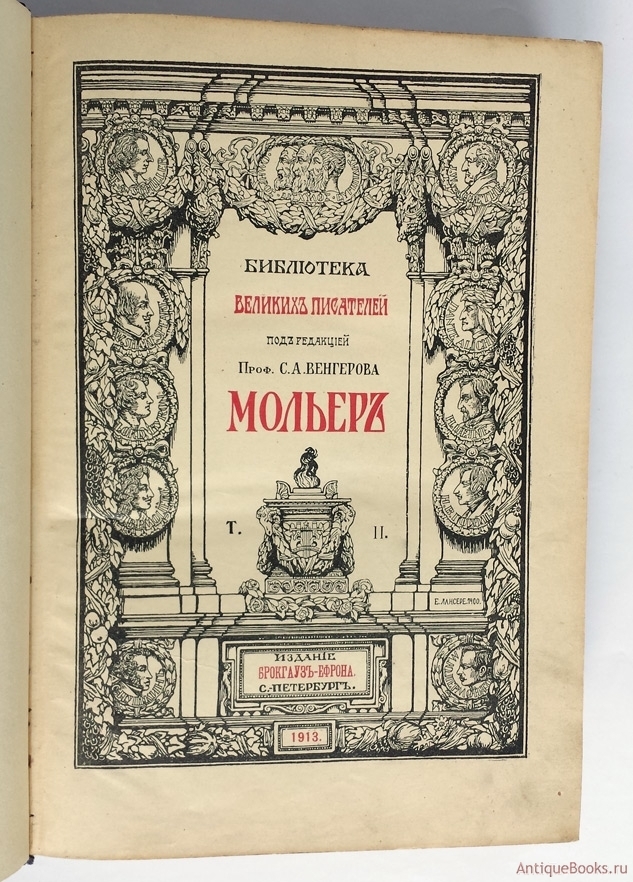 БИБЛІОТЕКА
ВЕЛИКИХЪ ПИСАТЕЛЕЙ
ПОДЪ РЕДАКЦІЕЙ
ПРОФ. С.А.ВЕНГЕРОВА
МОЛЬЕРЪ
Т. II.
Е. ЛАНСЕРЕ. 1900.
ИЗДАНІЕ
БРОКГАУЗЪ-ЕФРОНА.
С.-ПЕТЕРБУРГЪ.
1913.
AntiqueBooks.ru